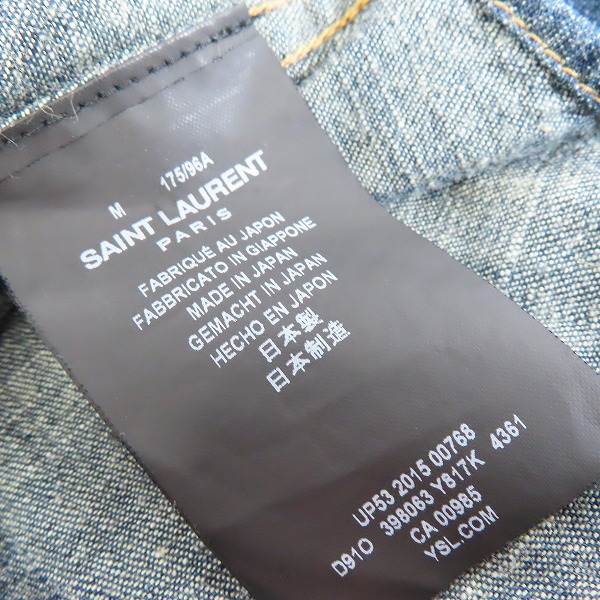 M 175/96A
SAINT LAURENT
PARIS
FABRIQUÉ AU JAPON
FABBRICATO IN GIAPPONE
MADE IN JAPAN
GEMACHT IN JAPAN
HECHO EN JAPON
日本製
日本制造
UP53 2015 00768
D91O 398063 Y817K 4361
CA 00985
YSL.COM